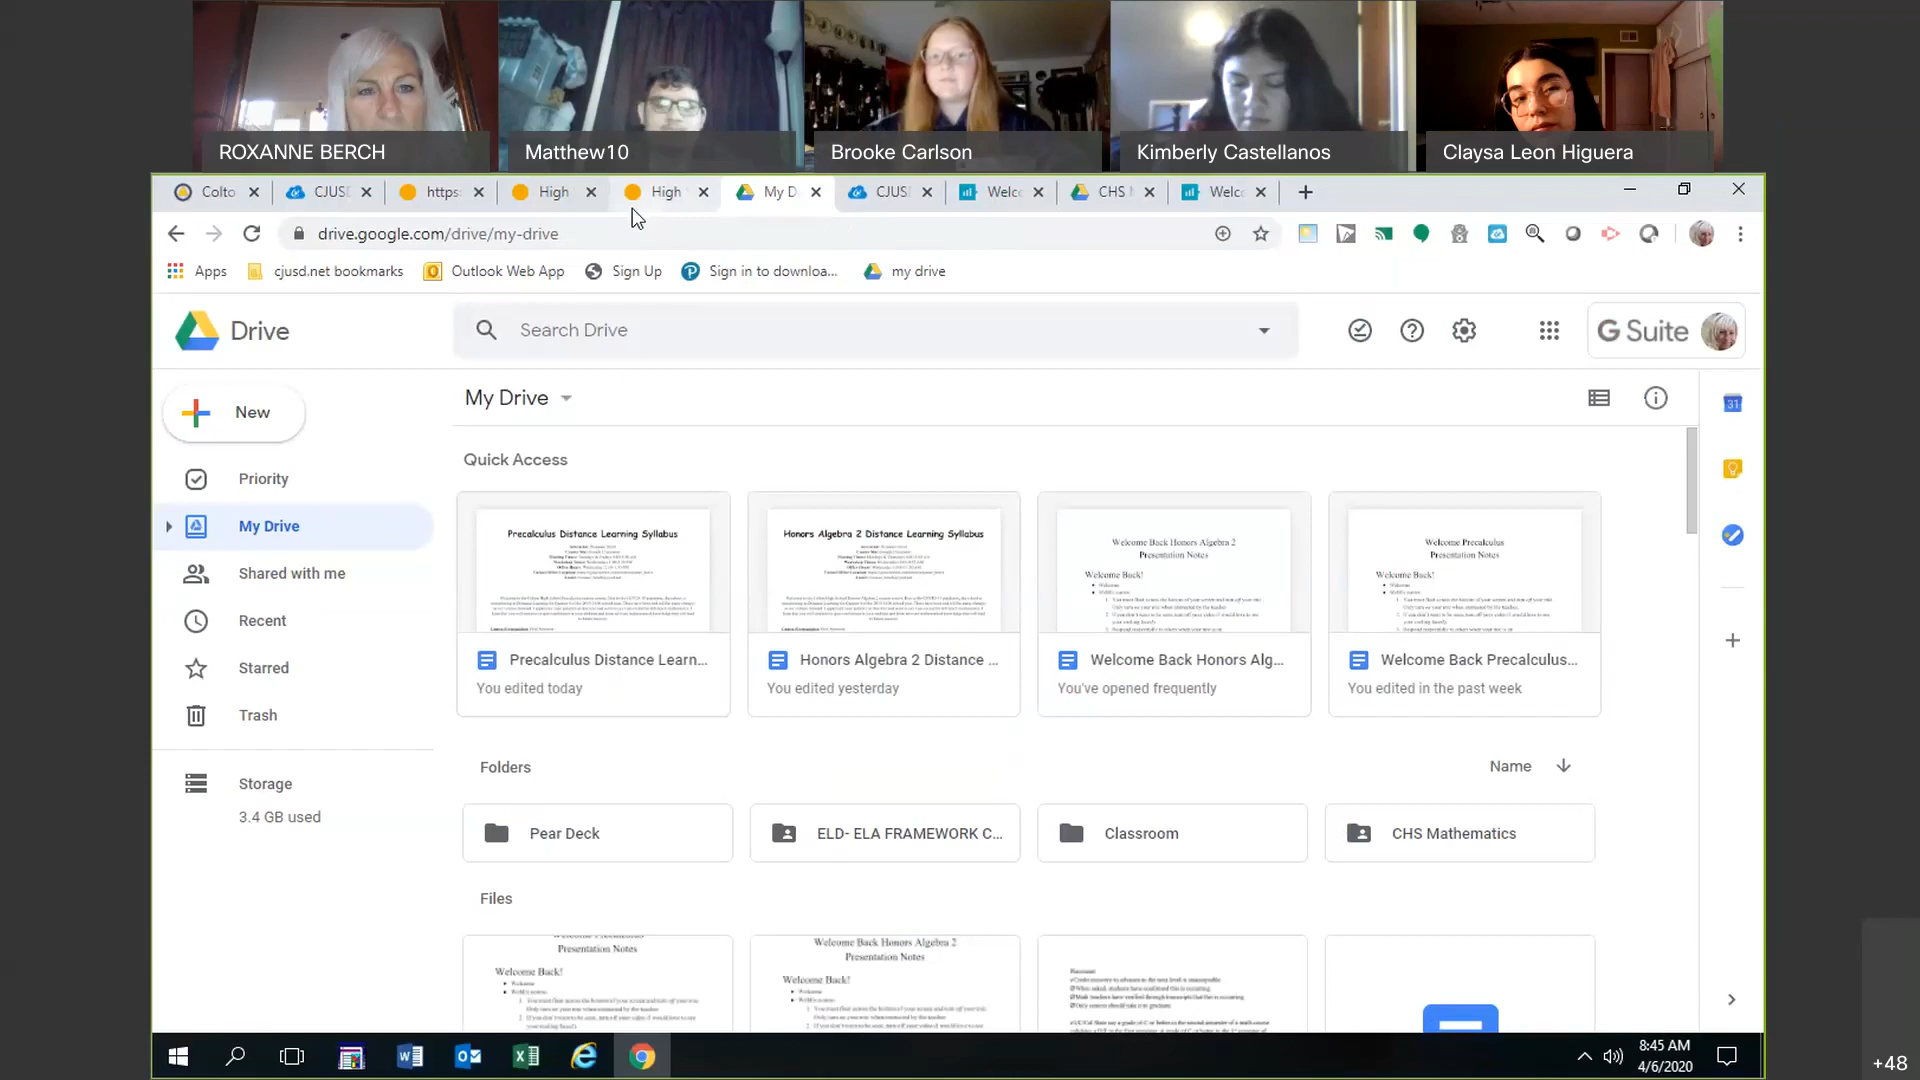 ROXANNE BERCH
Matthew10
Brooke Carlson
Kimberly Castellanos
Claysa Leon Higuera
Colto
CJUS
https:
High
High
My D
CJUS
Welc
CHS
Welc
drive.google.com/drive/my-drive
Apps
cjusd.net bookmarks
Outlook Web App
Sign Up
Sign in to downloa...
my drive
Drive
Search Drive
G Suite
New
My Drive
31
Quick Access
Priority
My Drive
Shared with me
Recent
Starred
Trash
Storage
3.4 GB used
Precalculus Distance Learning Syllabus
Honors Algebra 2 Distance Learning Syllabus
Welcome Back Honors Algebra 2
Presentation Notes
Welcome Back!
Welcome Precalculus
Presentation Notes
Welcome Back!
Precalculus Distance Learn...
You edited today
Honors Algebra 2 Distance ...
You edited yesterday
Welcome Back Honors Alg...
You've opened frequently
Welcome Back Precalculus...
You edited in the past week
Folders
Name
Pear Deck
ELD- ELA FRAMEWORK C...
Classroom
CHS Mathematics
Files
Presentation Notes
Welcome Back!
Welcome
Welcome Back Honors Algebra 2
Presentation Notes
Welcome Back!
Welcome
8:45 AM
4/6/2020
+48